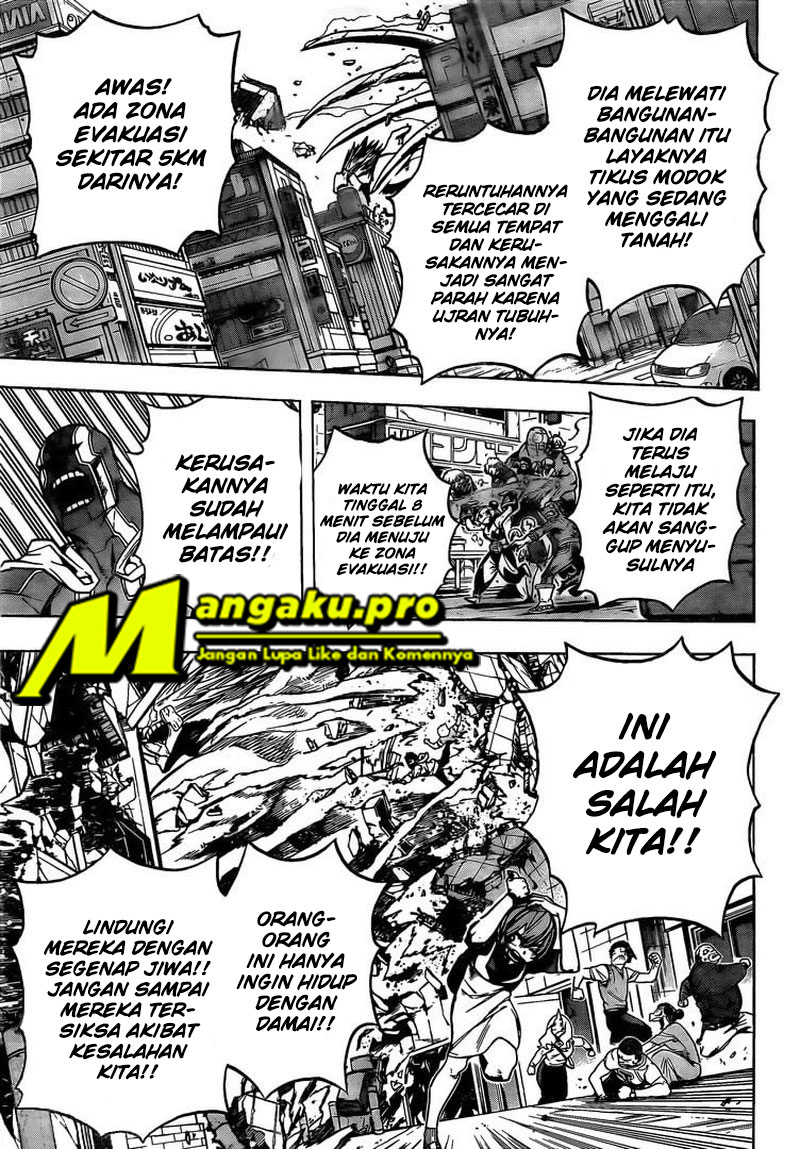 DIA MELEWATI
BANGUNAN-
BANGUNAN ITU
LAYAKNYA
TIKUS MODOK
YANG SEDANG
MENGGALI
TANAH!
RERUNTUHANNYA
TERCECAR DI
SEMUA TEMPAT
DAN KERU-
SAKANNYA MEN-
JADI SANGAT
PARAH KARENA
UJRAN TUBUH-
NYA!
AWAS!
ADA ZONA
EVAKUASI
SEKITAR 5KM
DARINYA!
JIKA DIA
TERUS
MELAJU
SEPERTI ITU,
KITA TIDAK
AKAN SANG-
GUP MENYU-
SULNYA
WAKTU KITA
TINGGAL 8
MENIT SEBELUM
DIA MENUJU
KE ZONA
EVAKUASI!!
KERUSA-
KANNYA
SUDAH
MELAMPAUI
BATAS!!
Mangaku.pro
Jangan Lupa Like dan Komennya
INI
ADALAH
SALAH
KITA!!
ORANG-
ORANG
INI HANYA
INGIN HIDUP
DENGAN
DAMAI!!
LINDUNGI
MEREKA DENGAN
SEGENAP JIWA!!
JANGAN SAMPAI
MEREKA TER-
SIKSA AKIBAT
KESALAHAN
KITA!!